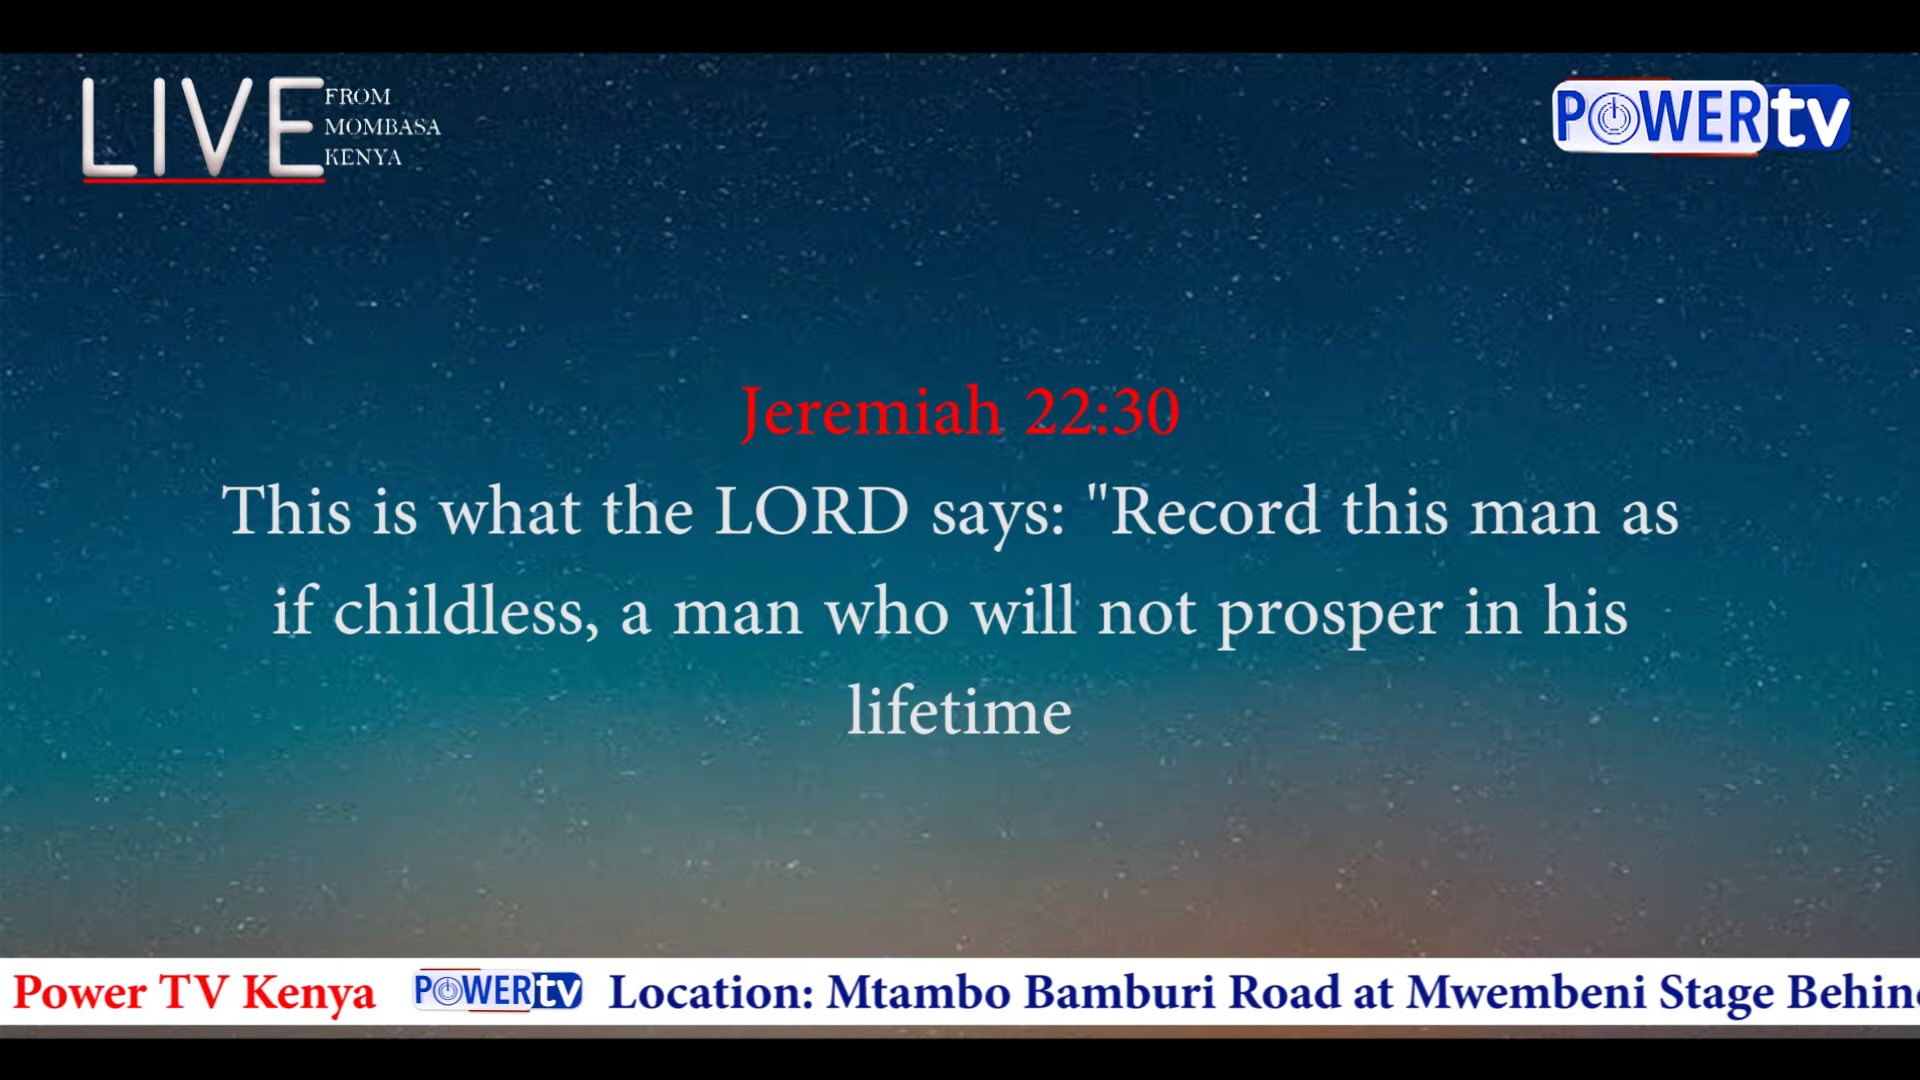 LIVE
FROM
MOMBASA
KENYA
POWERtv
Jeremiah 22:30
This is what the LORD says: "Record this man as
if childless, a man who will not prosper in his
lifetime
Power TV Kenya POWERtv Location: Mtambo Bamburi Road at Mwembeni Stage Behind